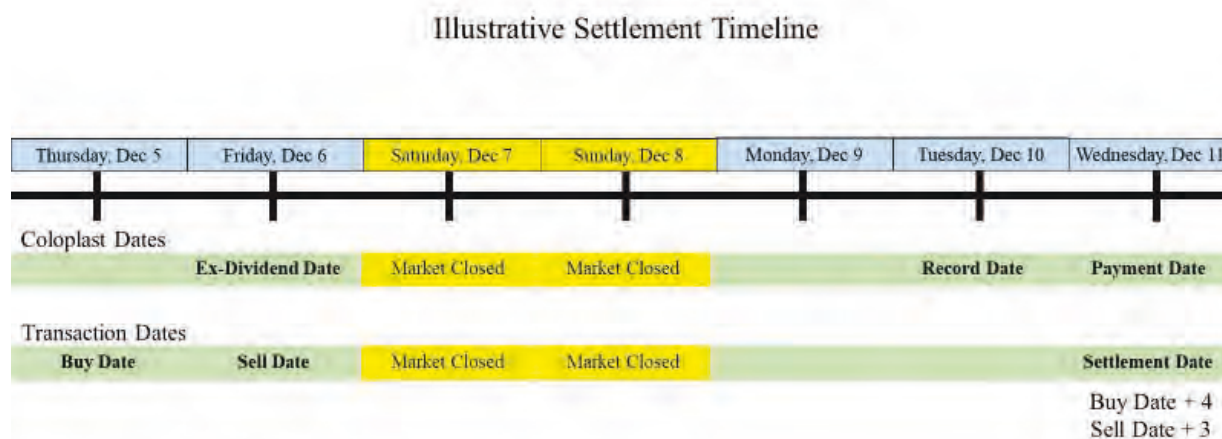 Illustrative Settlement Timeline
Thursday, Dec 5 Friday, Dec 6 Saturday, Dec 7 Sunday, Dec 8 Monday, Dec 9 Tuesday, Dec 10 Wednesday, Dec 11
Coloplast Dates
Ex-Dividend Date Market Closed Market Closed Record Date Payment Date
Transaction Dates
Buy Date Sell Date Market Closed Market Closed Settlement Date
Buy Date + 4
Sell Date + 3